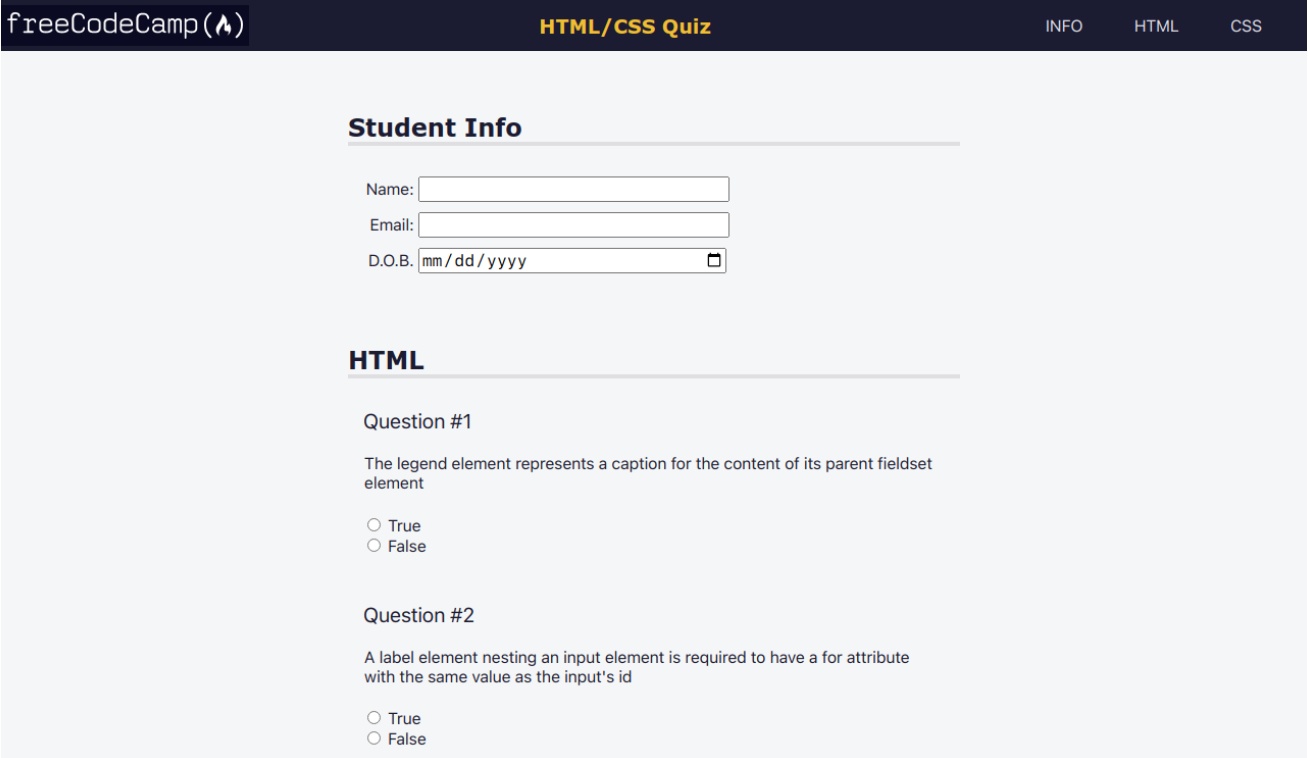 freeCodeCamp(🔥)
HTML/CSS Quiz
INFO
HTML
CSS
Student Info
Name:
Email:
D.O.B. mm/dd/yyyy
HTML
Question #1
The legend element represents a caption for the content of its parent fieldset
element
True
False
Question #2
A label element nesting an input element is required to have a for attribute
with the same value as the input's id
True
False